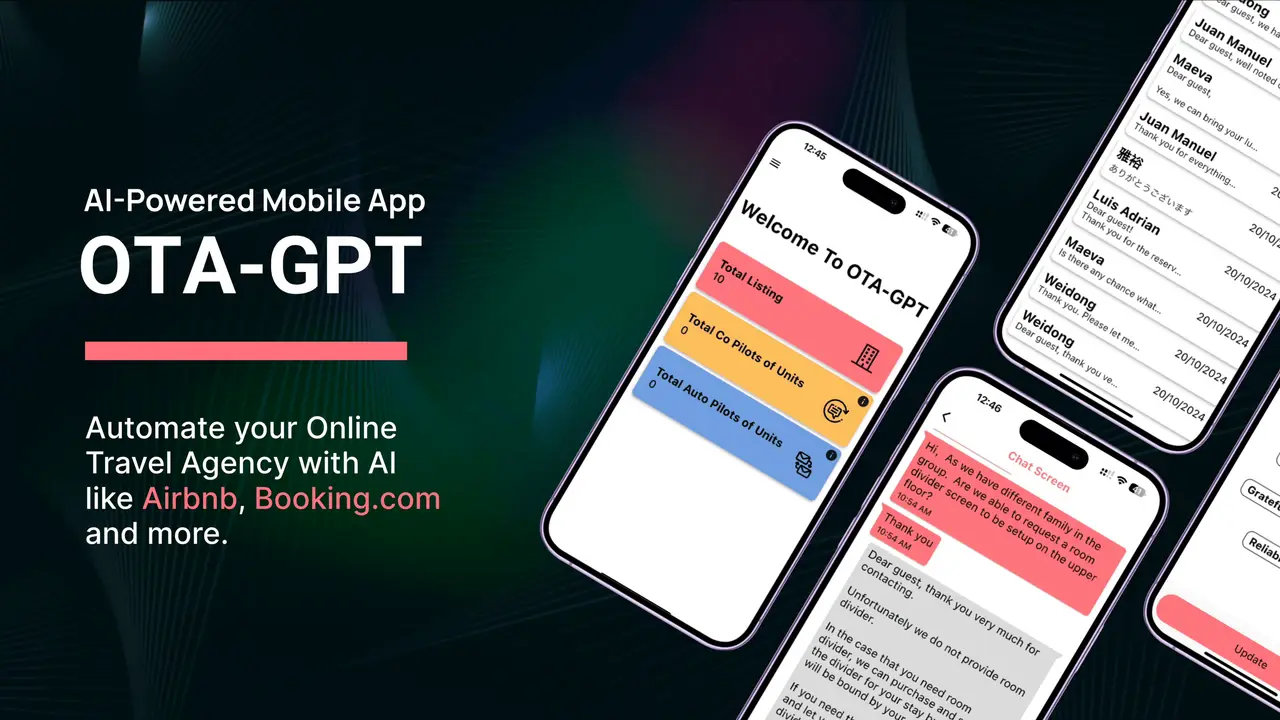 AI-Powered Mobile App
OTA-GPT
Automate your Online
Travel Agency with AI
like Airbnb, Booking.com
and more.
12:45
Welcome To OTA-GPT
Total Listing
10
Total Co Pilots of Units
0
Total Auto Pilots of Units
0
Dear guest, we ha
Juan Manuel
Dear guest, well noted
Maeva
Dear guest,
Yes, we can bring your lu...
Juan Manuel
Thank you for everything...
雅裕
ありがとうございます
Luis Adrian
Dear guest!
Thank you for the reserv...
20/10/2024
Maeva
Is there any chance what...
20/10/2024
Weidong
Thank you. Please let me...
20/10/2024
Weidong
Dear guest, thank you ve...
20/10/2024
12:46
Chat Screen
Hi, As we have different family in the
group. Are we able to request a room
divider screen to be setup on the upper
floor?
10:54 AM
Thank you
10:54 AM
Dear guest, thank you very much for
contacting.
Unfortunately we do not provide room
divider.
In the case that you need room
divider, we can purchase and
the divider for your stay
will be bound by your
If you need
and let
Update